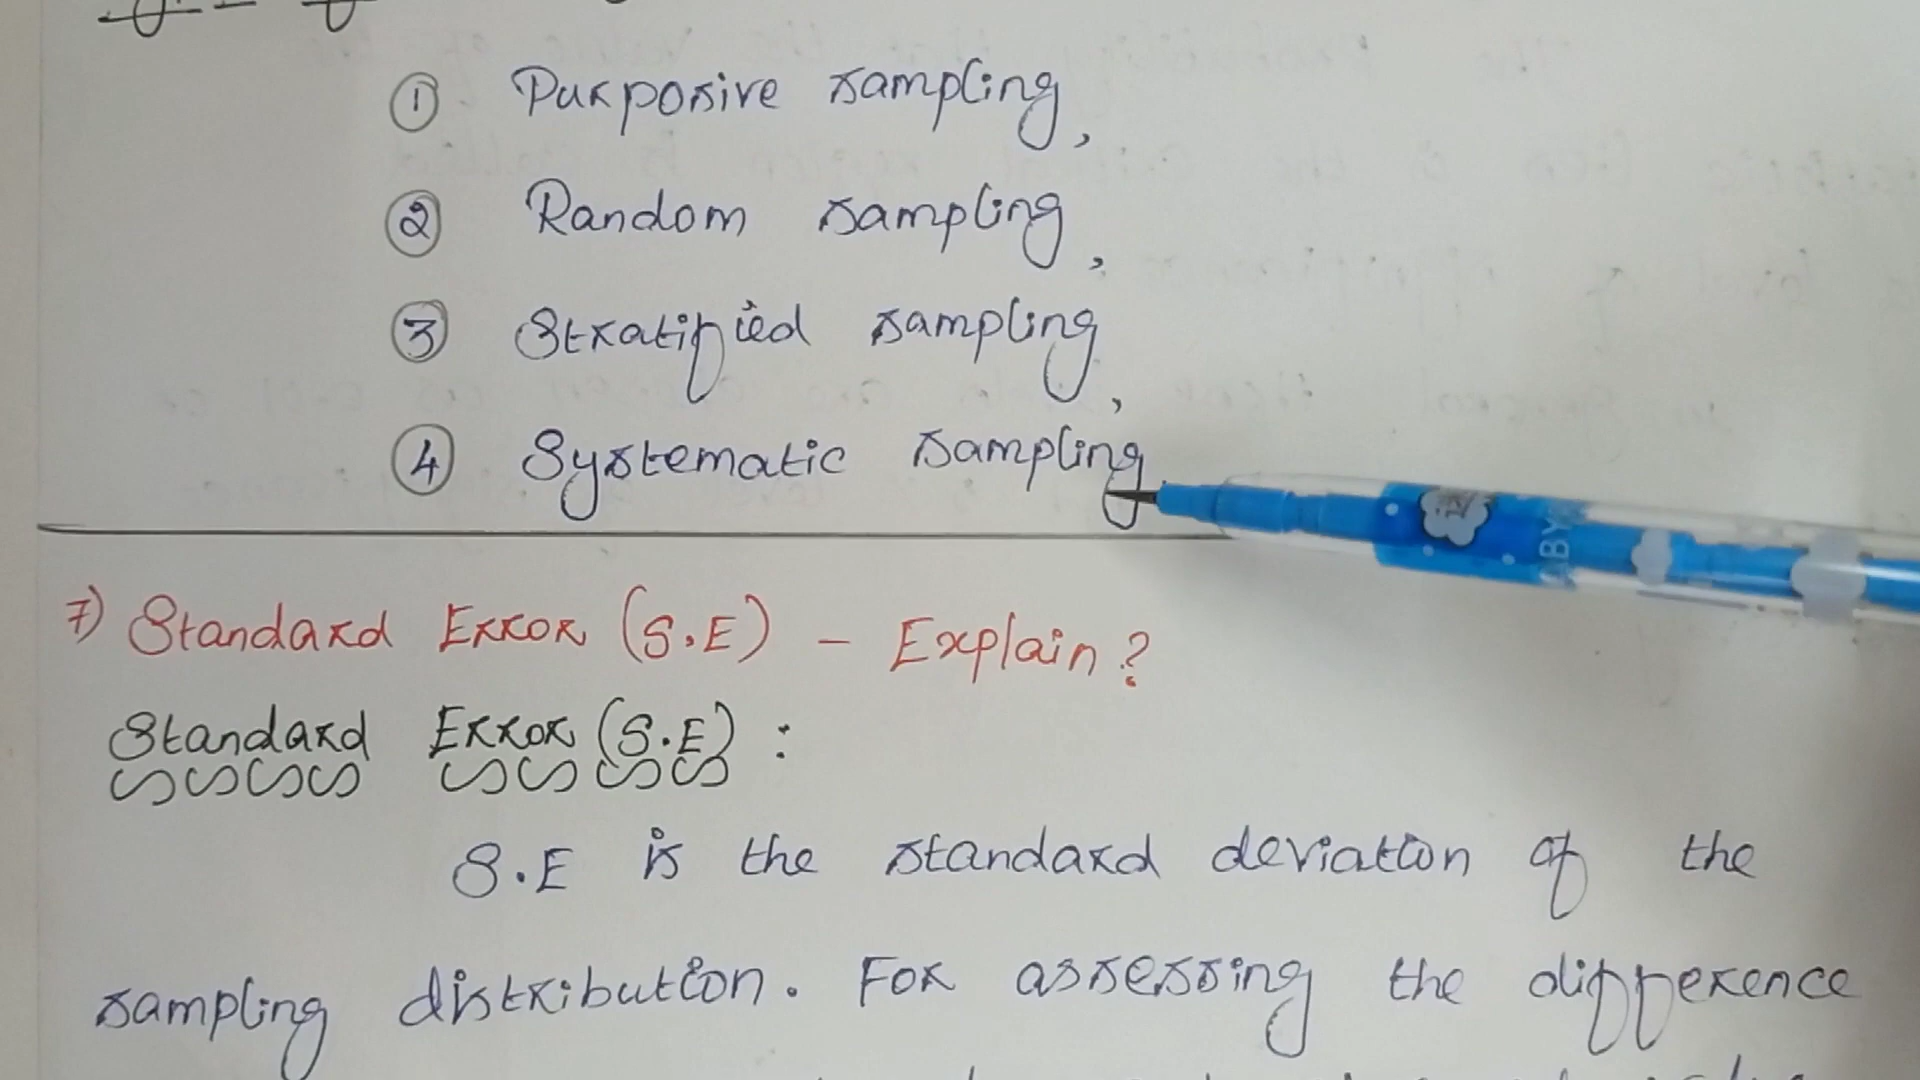 ① Purposive sampling,
② Random sampling,
③ Stratified sampling,
④ Systematic sampling
7) Standard Error (S.E) - Explain?
Standard Error (S.E) :
S.E is the standard deviation of the
sampling distribution. For assessing the difference